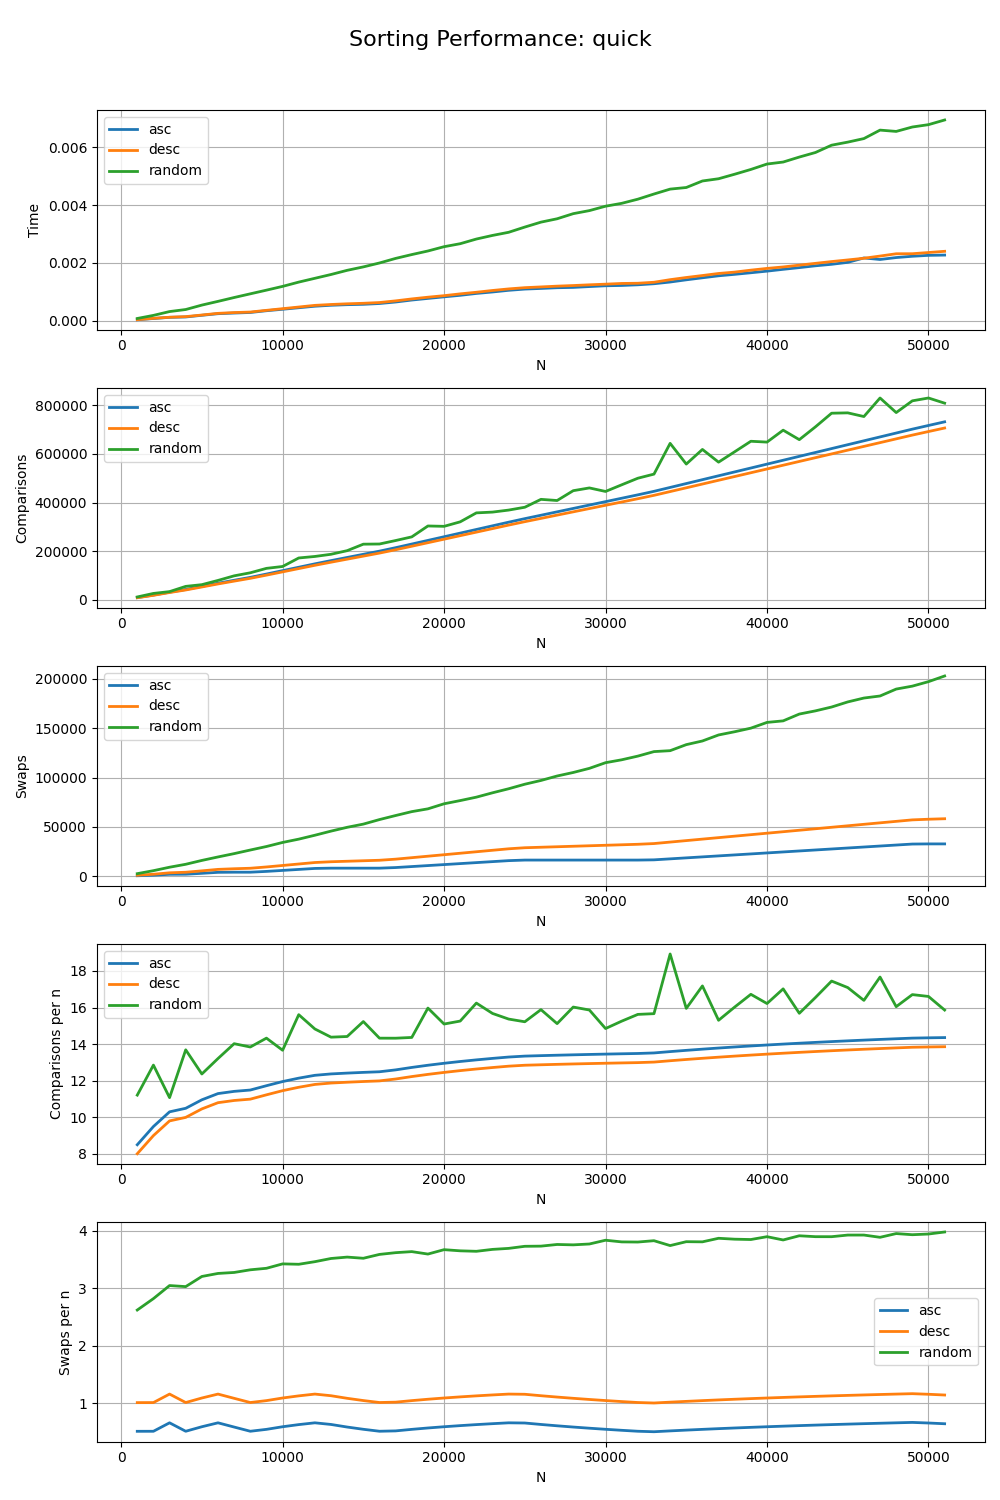 Sorting Performance: quick
asc
desc
random
0.006
0.004
0.002
0.000
Time
0 10000 20000 30000 40000 50000
N
asc
desc
random
800000
600000
400000
200000
0
Comparisons
0 10000 20000 30000 40000 50000
N
asc
desc
random
200000
150000
100000
50000
0
Swaps
0 10000 20000 30000 40000 50000
N
asc
desc
random
18
16
14
12
10
8
Comparisons per n
0 10000 20000 30000 40000 50000
N
4
3
2
1
Swaps per n
asc
desc
random
0 10000 20000 30000 40000 50000
N